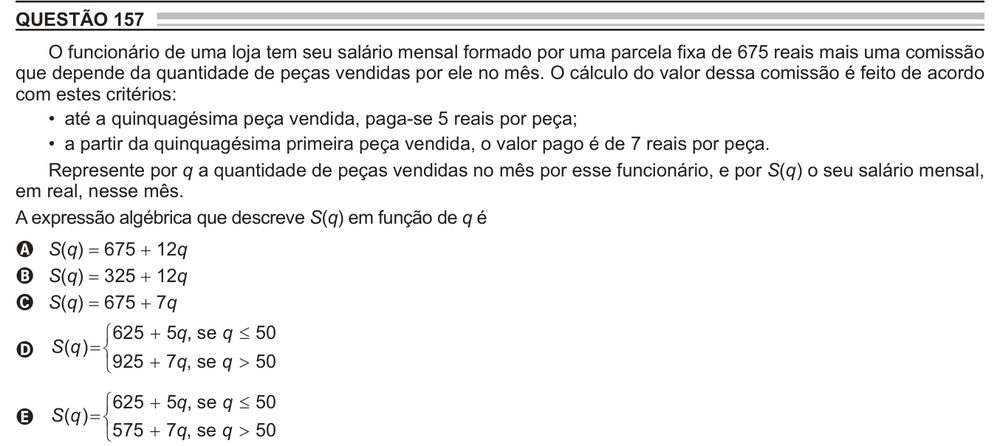 QUESTÃO 157
O funcionário de uma loja tem seu salário mensal formado por uma parcela fixa de 675 reais mais uma comissão
que depende da quantidade de peças vendidas por ele no mês. O cálculo do valor dessa comissão é feito de acordo
com estes critérios:
• até a quinquagésima peça vendida, paga-se 5 reais por peça;
• a partir da quinquagésima primeira peça vendida, o valor pago é de 7 reais por peça.
Represente por q a quantidade de peças vendidas no mês por esse funcionário, e por S(q) o seu salário mensal,
em real, nesse mês.
A expressão algébrica que descreve S(q) em função de q é
A S(q) = 675 + 12q
B S(q) = 325 + 12q
C S(q) = 675 + 7q
D S(q)= {625 + 5q, se q ≤ 50
925 + 7q, se q > 50
E S(q)= {625 + 5q, se q ≤ 50
575 + 7q, se q > 50